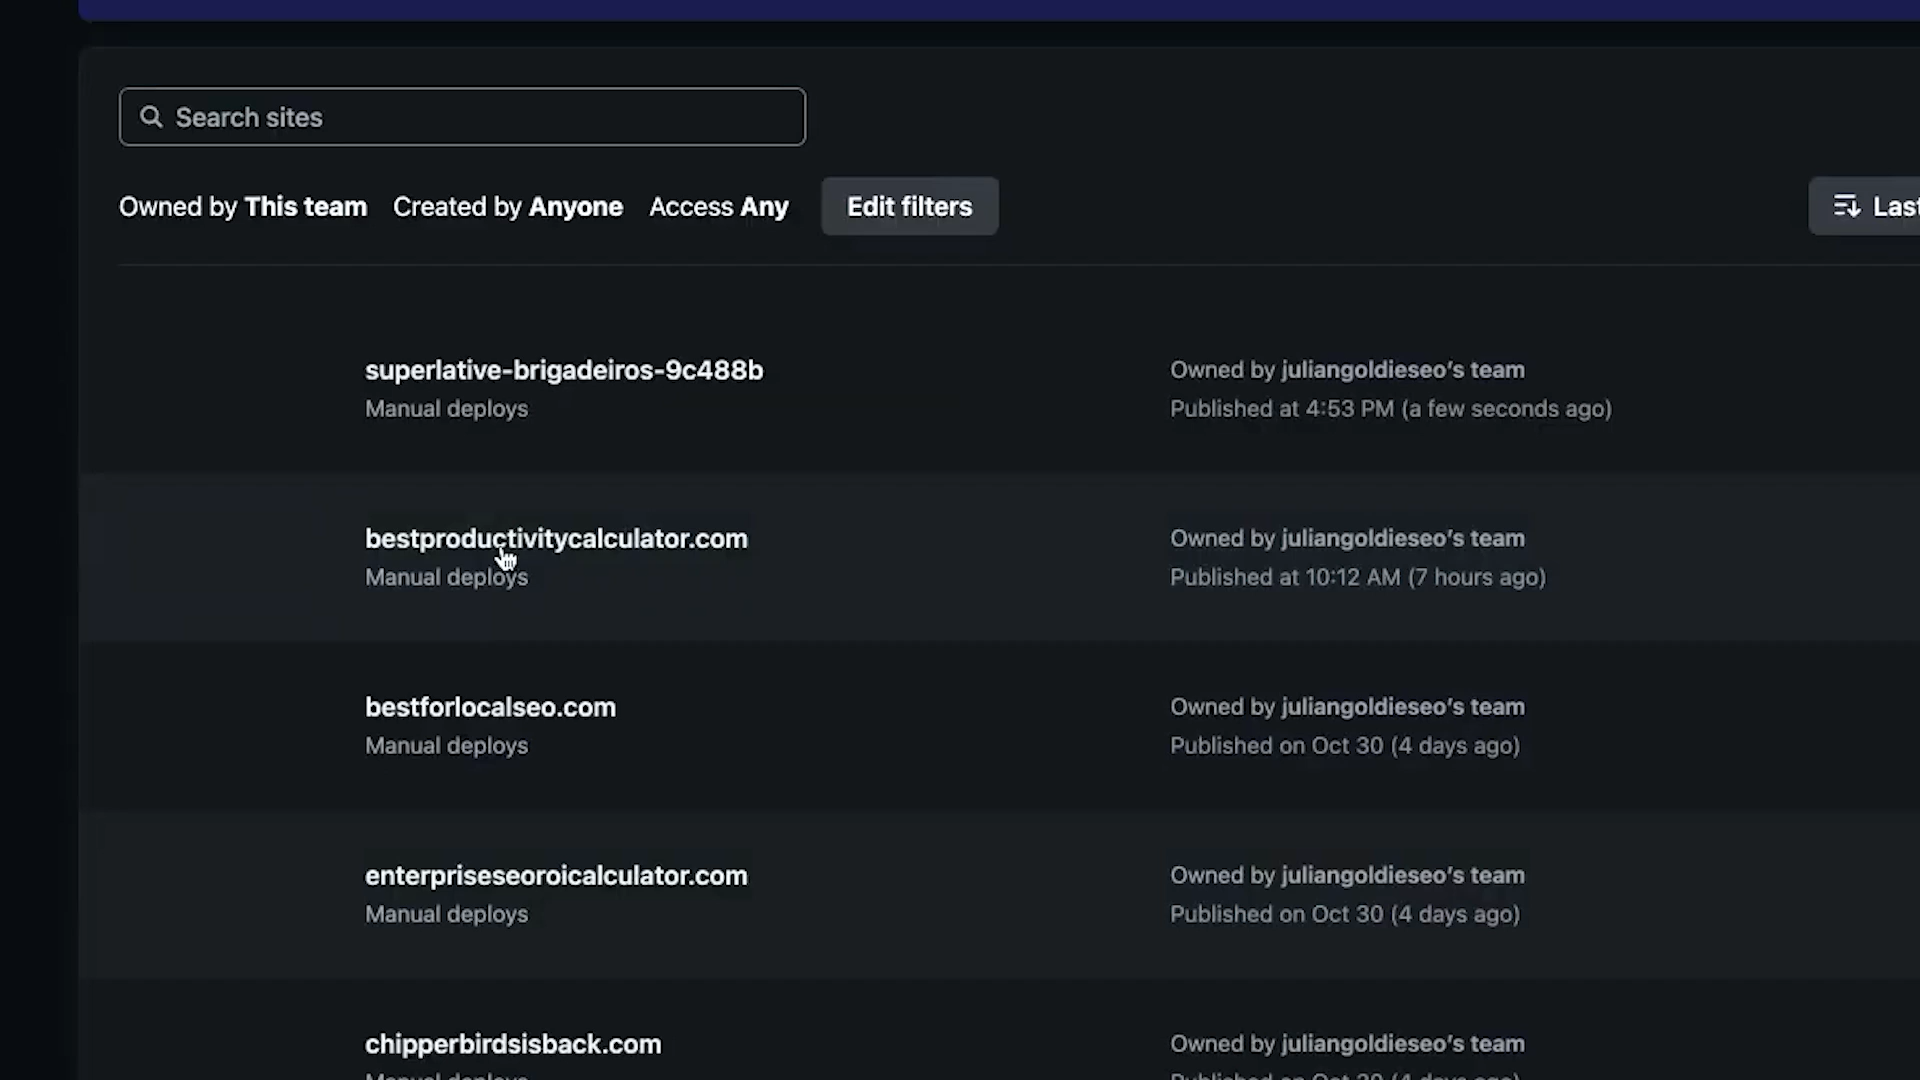 Search sites
Owned by This team Created by Anyone Access Any Edit filters Last
superlative-brigadeiros-9c488b Owned by juliangoldieseo's team
Manual deploys Published at 4:53 PM (a few seconds ago)
bestproductivitycalculator.com Owned by juliangoldieseo's team
Manual deploys Published at 10:12 AM (7 hours ago)
bestforlocalseo.com Owned by juliangoldieseo's team
Manual deploys Published on Oct 30 (4 days ago)
enterpriseseoroicalculator.com Owned by juliangoldieseo's team
Manual deploys Published on Oct 30 (4 days ago)
chipperbirdsisback.com Owned by juliangoldieseo's team